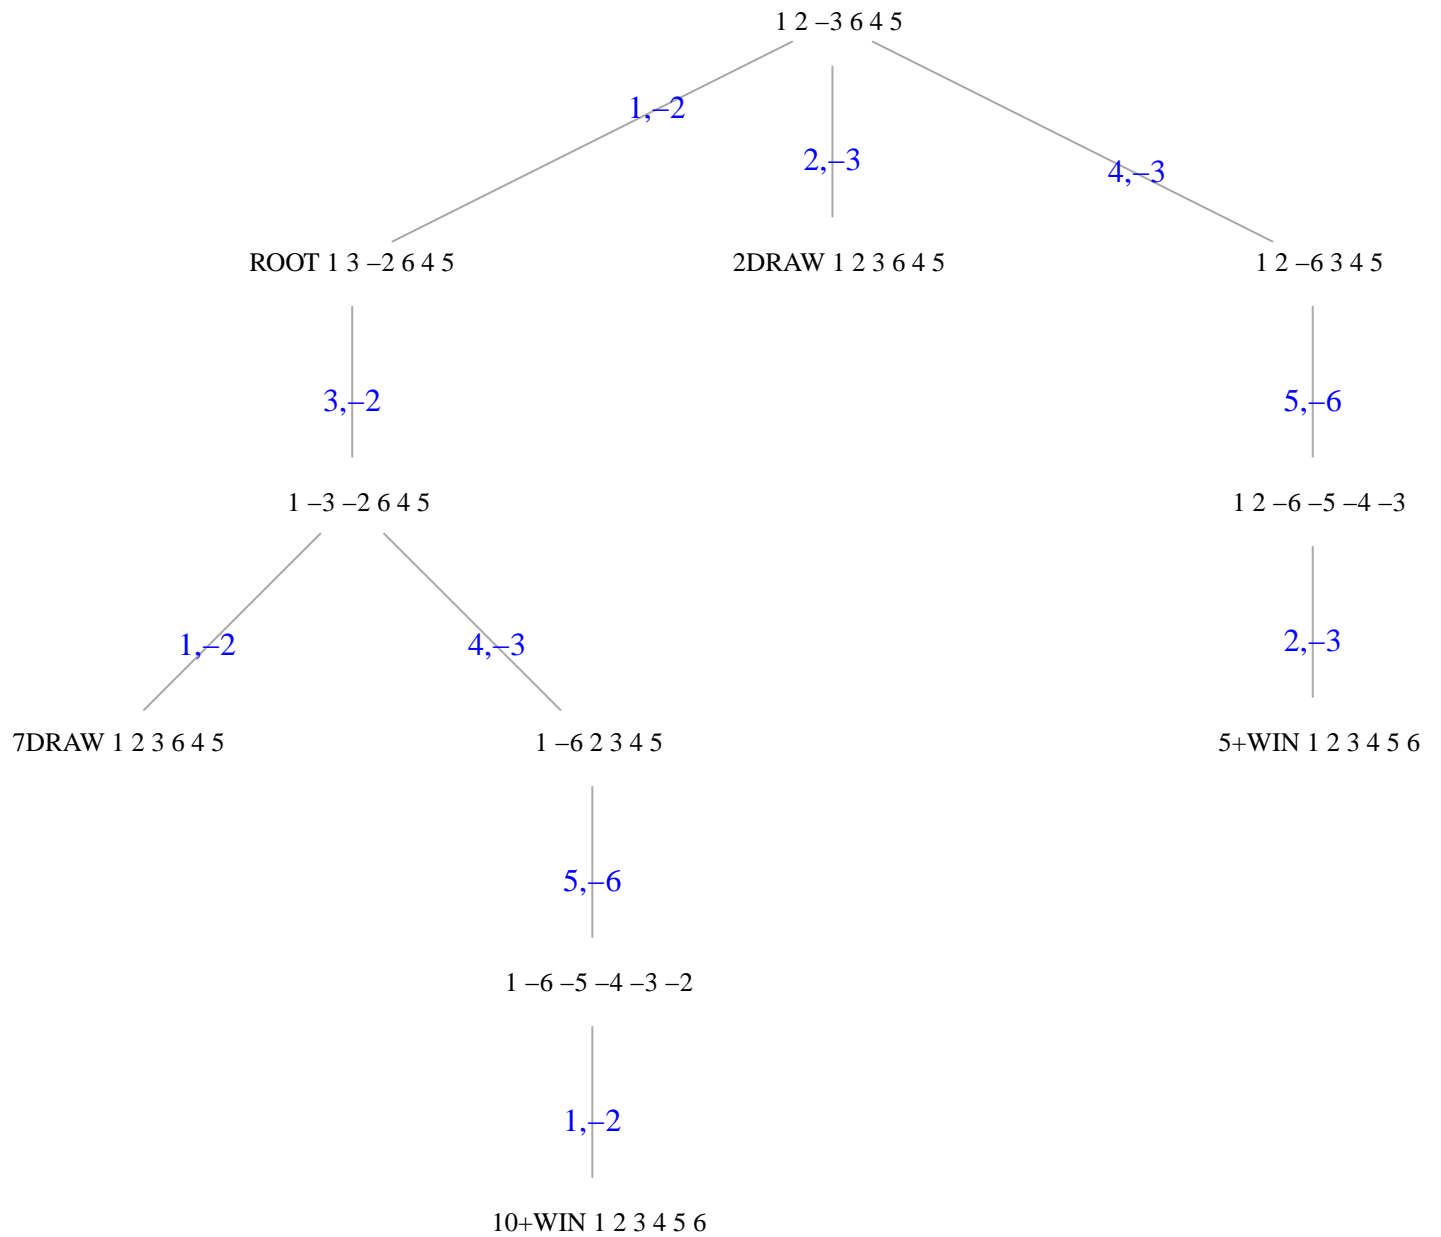 1 2 –3 6 4 5
1,–2
2,–3
4,–3
ROOT 1 3 –2 6 4 5
2DRAW 1 2 3 6 4 5
1 2 –6 3 4 5
3,–2
5,–6
1 –3 –2 6 4 5
1 2 –6 –5 –4 –3
1,–2
4,–3
2,–3
7DRAW 1 2 3 6 4 5
1 –6 2 3 4 5
5+WIN 1 2 3 4 5 6
5,–6
1 –6 –5 –4 –3 –2
1,–2
10+WIN 1 2 3 4 5 6